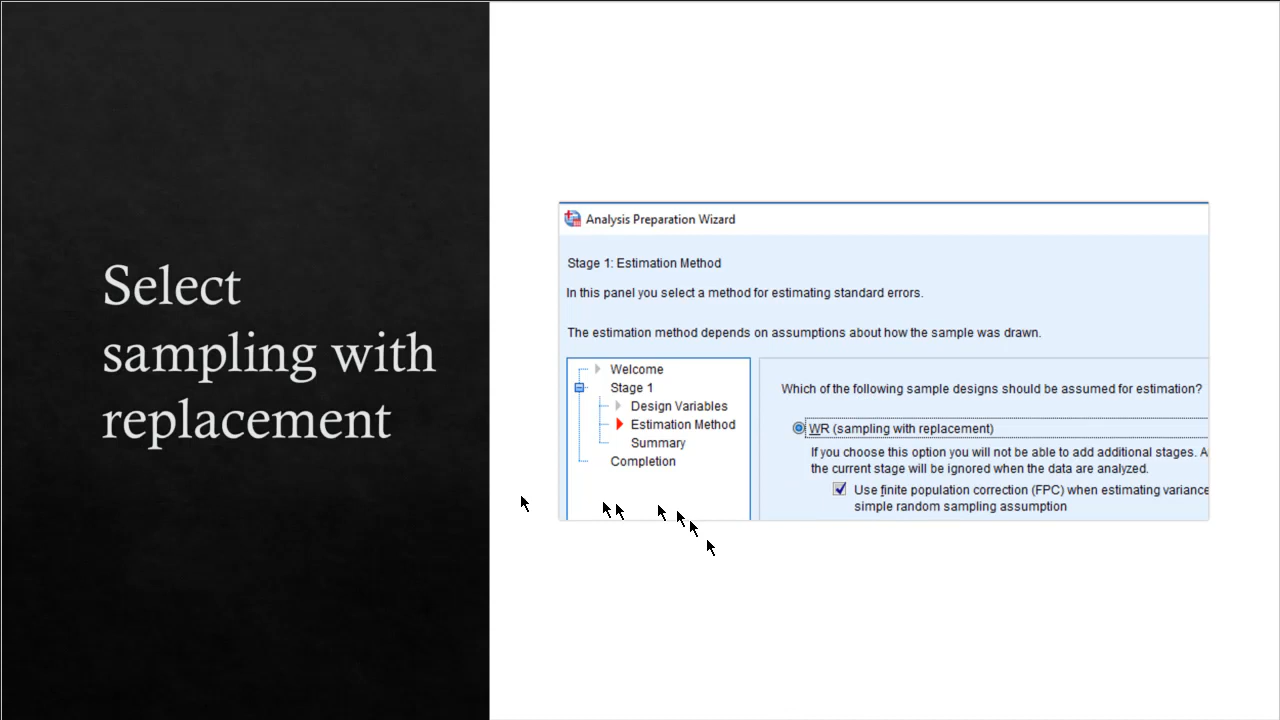 Select
sampling with
replacement
Analysis Preparation Wizard
Stage 1: Estimation Method
In this panel you select a method for estimating standard errors.
The estimation method depends on assumptions about how the sample was drawn.
Welcome
Stage 1
Design Variables
Estimation Method
Summary
Completion
Which of the following sample designs should be assumed for estimation?
WR (sampling with replacement)
If you choose this option you will not be able to add additional stages.
the current stage will be ignored when the data are analyzed.
Use finite population correction (FPC) when estimating variance
simple random sampling assumption